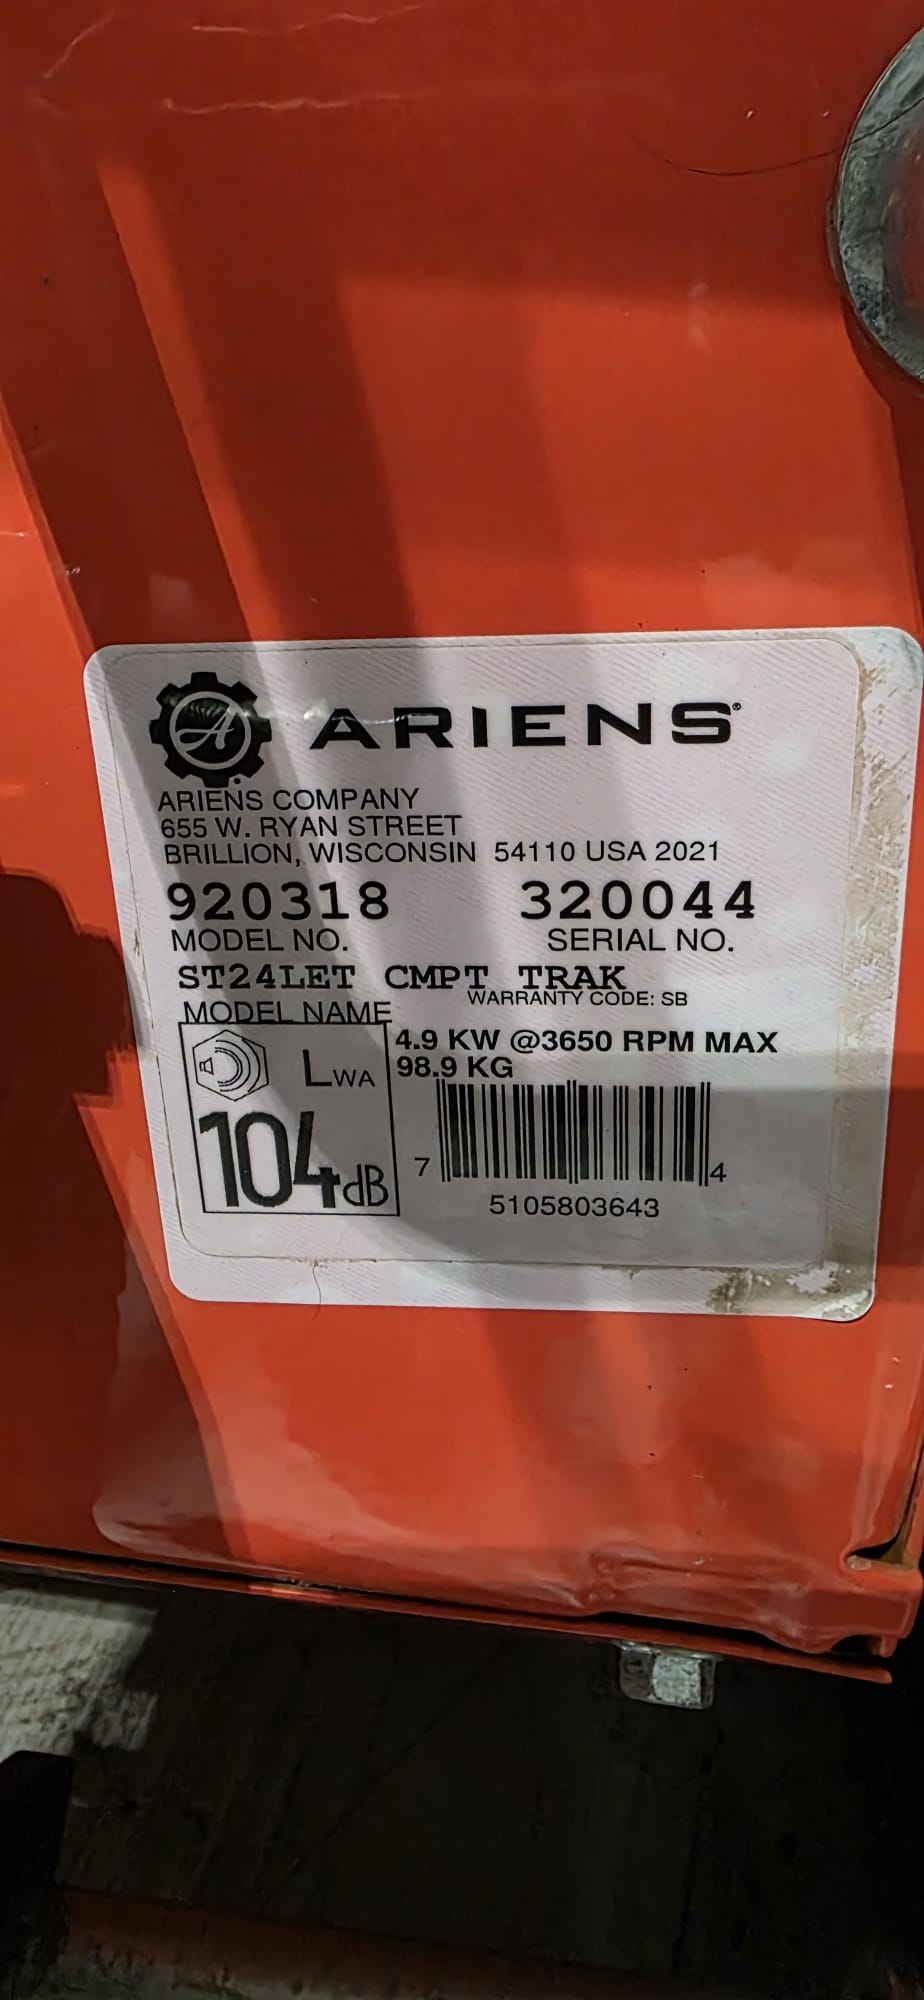 A ARIENS®
ARIENS COMPANY
655 W. RYAN STREET
BRILLION, WISCONSIN 54110 USA 2021
920318 320044
MODEL NO. SERIAL NO.
ST24LET CMPT TRAK
WARRANTY CODE: SB
MODEL NAME
4.9 KW @3650 RPM MAX
LWA 98.9 KG
104dB
7 4
5105803643